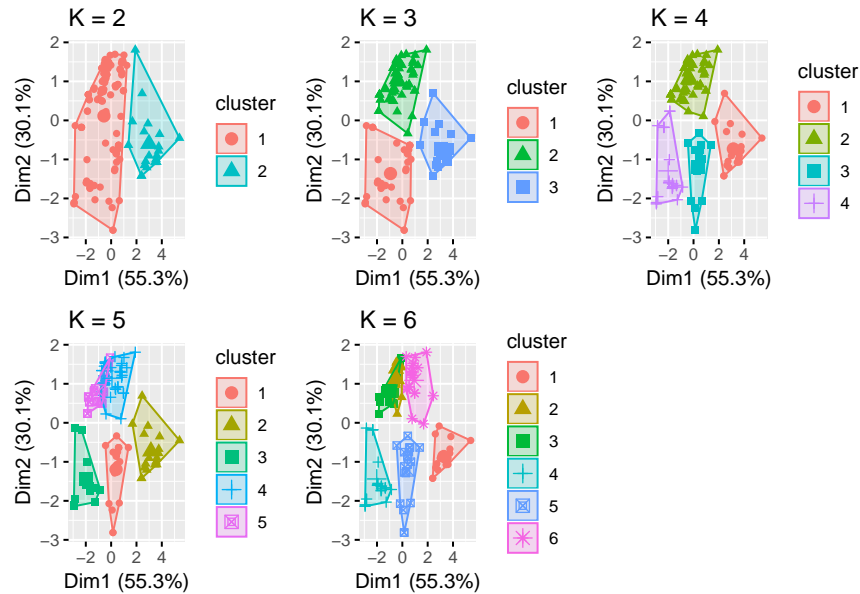 K = 2
2
1
0
−1
−2
−3
−2 0 2 4
Dim2 (30.1%)
Dim1 (55.3%)
cluster
1
2
K = 3
2
1
0
−1
−2
−3
−2 0 2 4
Dim2 (30.1%)
Dim1 (55.3%)
cluster
1
2
3
K = 4
2
1
0
−1
−2
−3
−2 0 2 4
Dim2 (30.1%)
Dim1 (55.3%)
cluster
1
2
3
4
K = 5
2
1
0
−1
−2
−3
−2 0 2 4
Dim2 (30.1%)
Dim1 (55.3%)
cluster
1
2
3
4
5
K = 6
2
1
0
−1
−2
−3
−2 0 2 4
Dim2 (30.1%)
Dim1 (55.3%)
cluster
1
2
3
4
5
6